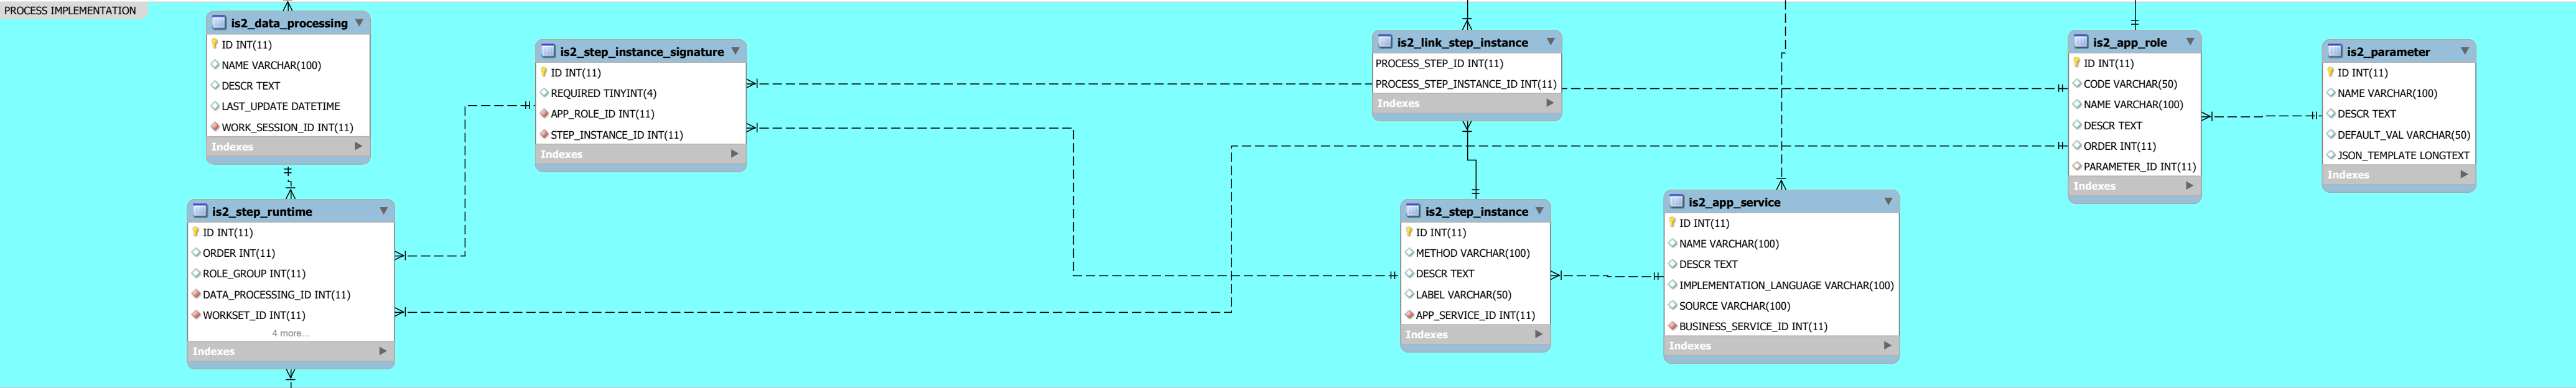 PROCESS IMPLEMENTATION
is2_data_processing
ID INT(11)
NAME VARCHAR(100)
DESCR TEXT
LAST_UPDATE DATETIME
WORK_SESSION_ID INT(11)
Indexes
is2_step_runtime
ID INT(11)
ORDER INT(11)
ROLE_GROUP INT(11)
DATA_PROCESSING_ID INT(11)
WORKSET_ID INT(11)
4 more...
Indexes
is2_step_instance_signature
ID INT(11)
REQUIRED TINYINT(4)
APP_ROLE_ID INT(11)
STEP_INSTANCE_ID INT(11)
Indexes
is2_link_step_instance
PROCESS_STEP_ID INT(11)
PROCESS_STEP_INSTANCE_ID INT(11)
Indexes
is2_step_instance
ID INT(11)
METHOD VARCHAR(100)
DESCR TEXT
LABEL VARCHAR(50)
APP_SERVICE_ID INT(11)
Indexes
is2_app_service
ID INT(11)
NAME VARCHAR(100)
DESCR TEXT
IMPLEMENTATION_LANGUAGE VARCHAR(100)
SOURCE VARCHAR(100)
BUSINESS_SERVICE_ID INT(11)
Indexes
is2_app_role
ID INT(11)
CODE VARCHAR(50)
NAME VARCHAR(100)
DESCR TEXT
ORDER INT(11)
PARAMETER_ID INT(11)
Indexes
is2_parameter
ID INT(11)
NAME VARCHAR(100)
DESCR TEXT
DEFAULT_VAL VARCHAR(50)
JSON_TEMPLATE LONGTEXT
Indexes